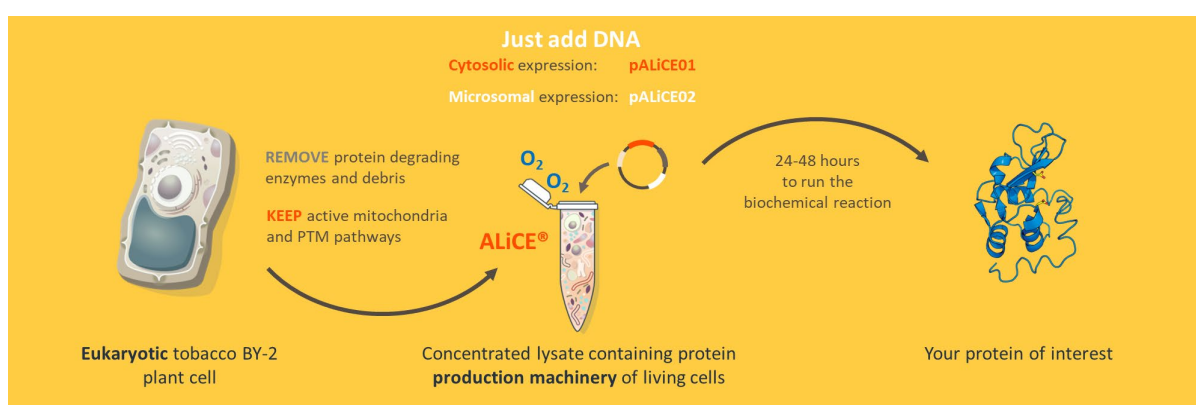 Just add DNA
Cytosolic expression: pALiCE01
Microsomal expression: pALiCE02
REMOVE protein degrading
enzymes and debris
KEEP active mitochondria
and PTM pathways
O2
O2
ALiCE®
24-48 hours
to run the
biochemical reaction
Eukaryotic tobacco BY-2
plant cell
Concentrated lysate containing protein
production machinery of living cells
Your protein of interest